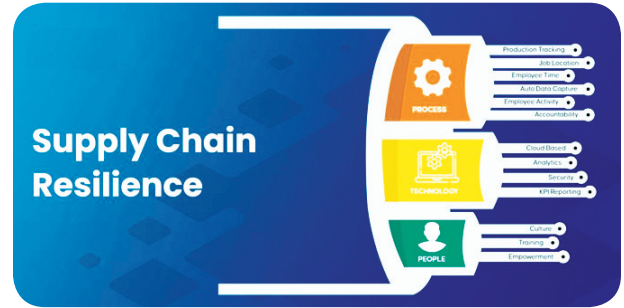 Supply Chain
Resilience
PROCESS
Production Tracking
Job Location
Employee Time
Auto Data Capture
Employee Activity
Accountability
TECHNOLOGY
Cloud Based
Analytics
Security
KPI Reporting
PEOPLE
Culture
Training
Empowerment